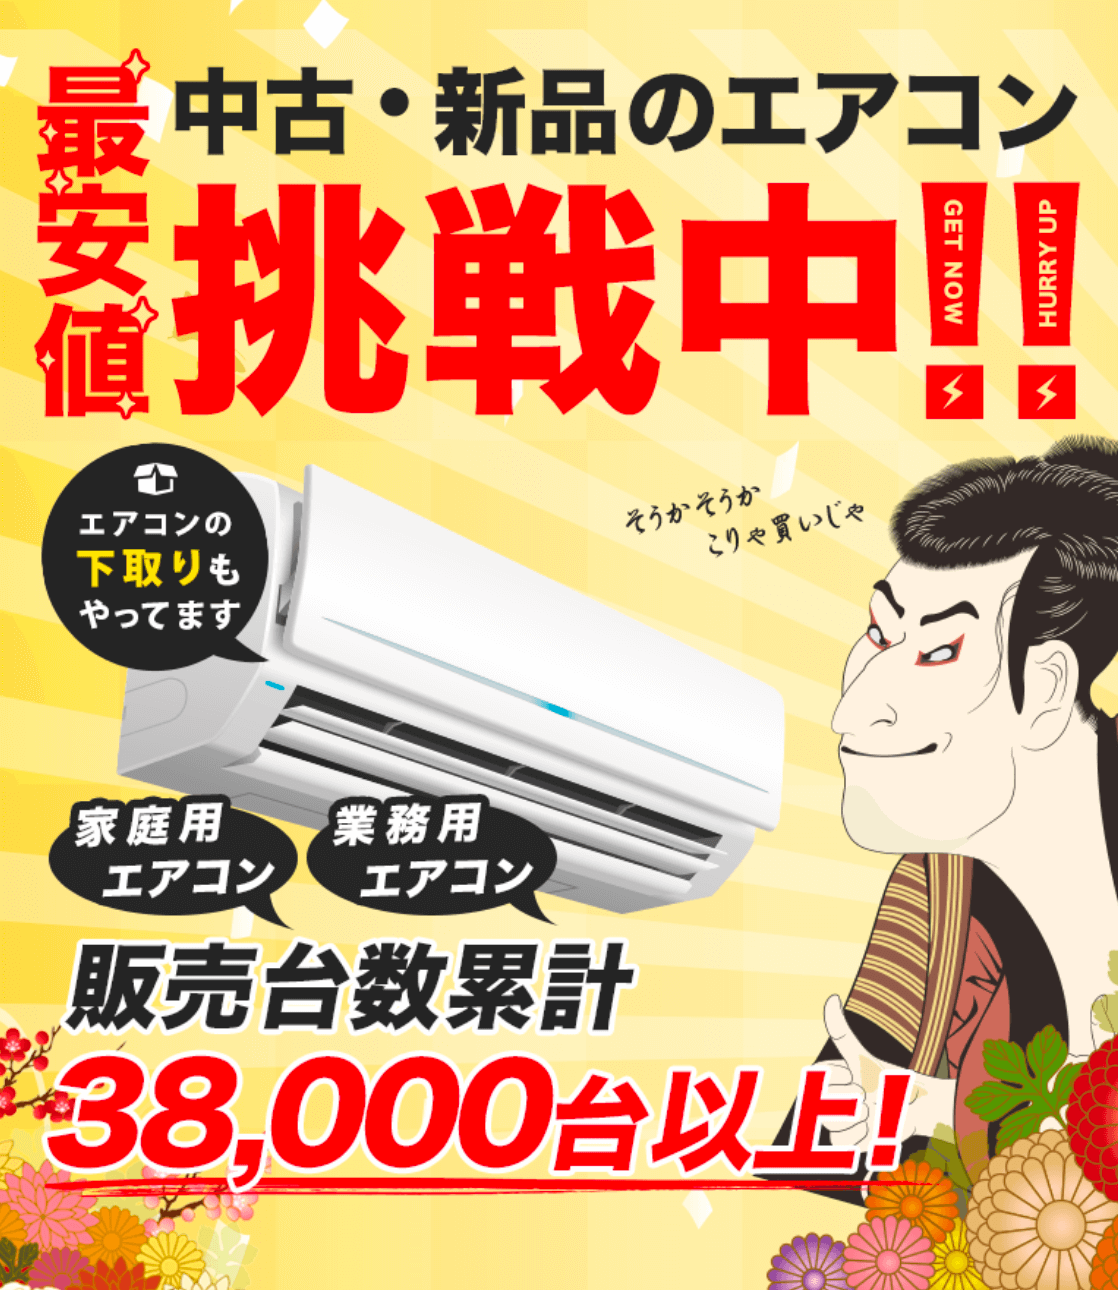 最安値
中古・新品のエアコン
挑戦中!!
GET NOW
HURRY UP
エアコンの
下取りも
やってます
そうかそうか
こりゃ買いじゃ
家庭用
エアコン
業務用
エアコン
販売台数累計
38,000台以上!